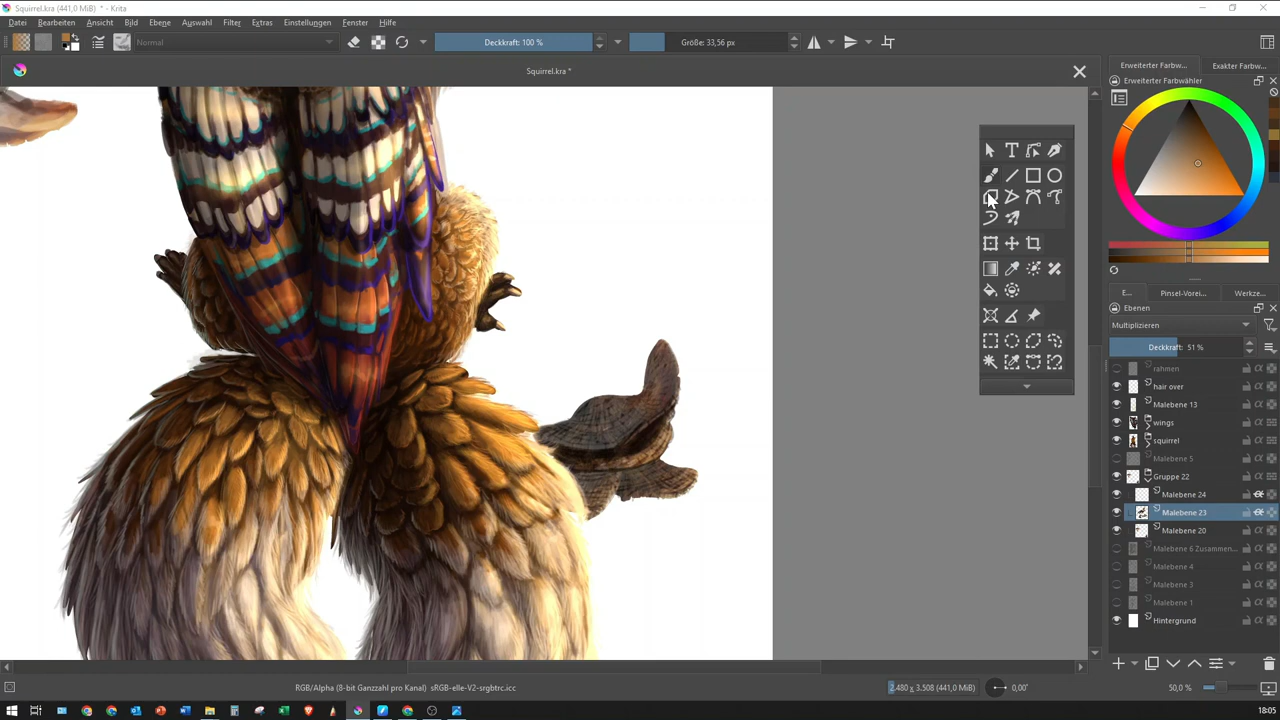 Squirrel.kra (441,0 MiB) * - Krita
Datei Bearbeiten Ansicht Bild Ebene Auswahl Filter Extras Einstellungen Fenster Hilfe
Normal Deckkraft: 100 % Größe: 33,56 px
Squirrel.kra *
Erweiterter Farbw... Exakter Farbw...
Erweiterter Farbwähler
E... Pinsel-Vorei... Werkze...
Ebenen
Multiplizieren
Deckkraft: 51 %
rahmen
hair over
Malebene 13
wings
squirrel
Malebene 5
Gruppe 22
Malebene 24
Malebene 23
Malebene 20
Malebene 6 Zusammen...
Malebene 4
Malebene 3
Malebene 1
Hintergrund
RGB/Alpha (8-bit Ganzzahl pro Kanal) sRGB-elle-V2-srgbtrc.icc 2.480 x 3.508 (441,0 MiB) 0,00° 50,0 %
18:05